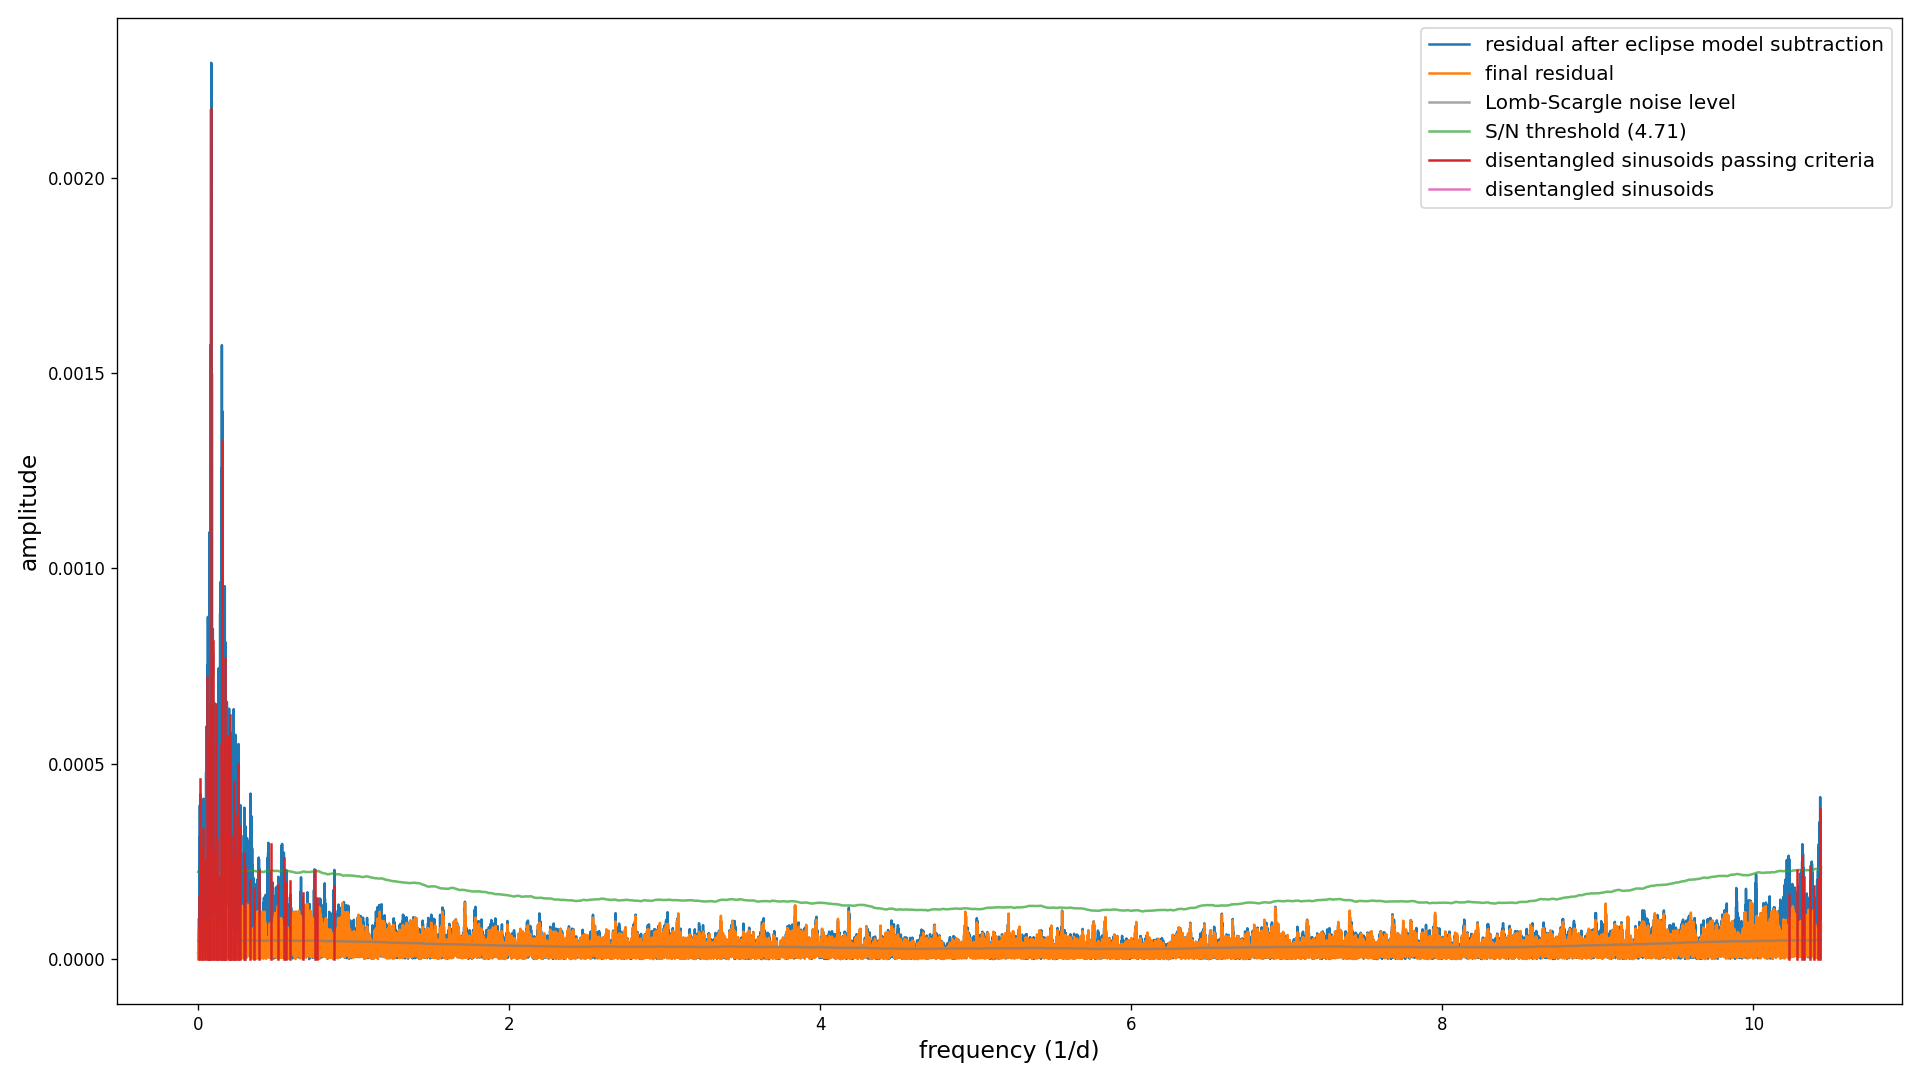 residual after eclipse model subtraction
final residual
Lomb-Scargle noise level
S/N threshold (4.71)
disentangled sinusoids passing criteria
disentangled sinusoids
amplitude
0.0020
0.0015
0.0010
0.0005
0.0000
0 2 4 6 8 10
frequency (1/d)